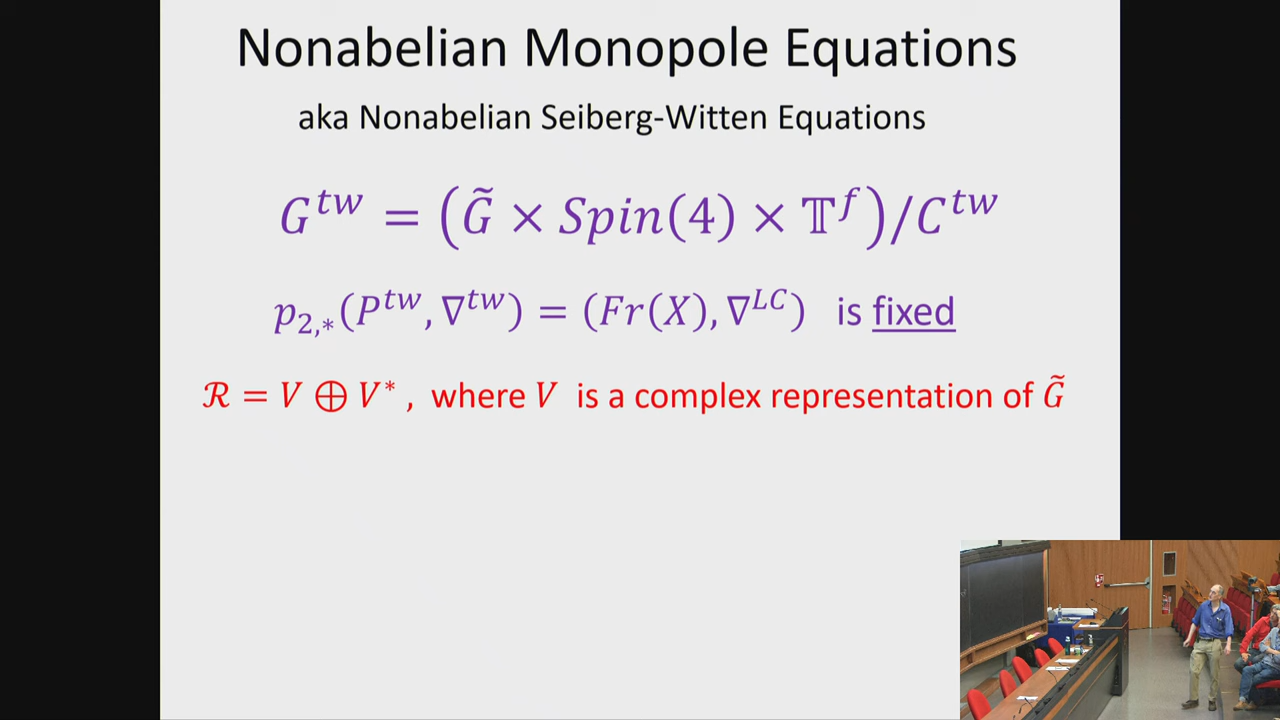 Nonabelian Monopole Equations
aka Nonabelian Seiberg-Witten Equations
G^{tw} = (G̃ × Spin(4) × 𝕋^f)/C^{tw}
p_{2,*}(P^{tw}, ∇^{tw}) = (Fr(X), ∇^{LC}) is fixed
ℛ = V ⊕ V^* , where V is a complex representation of G̃